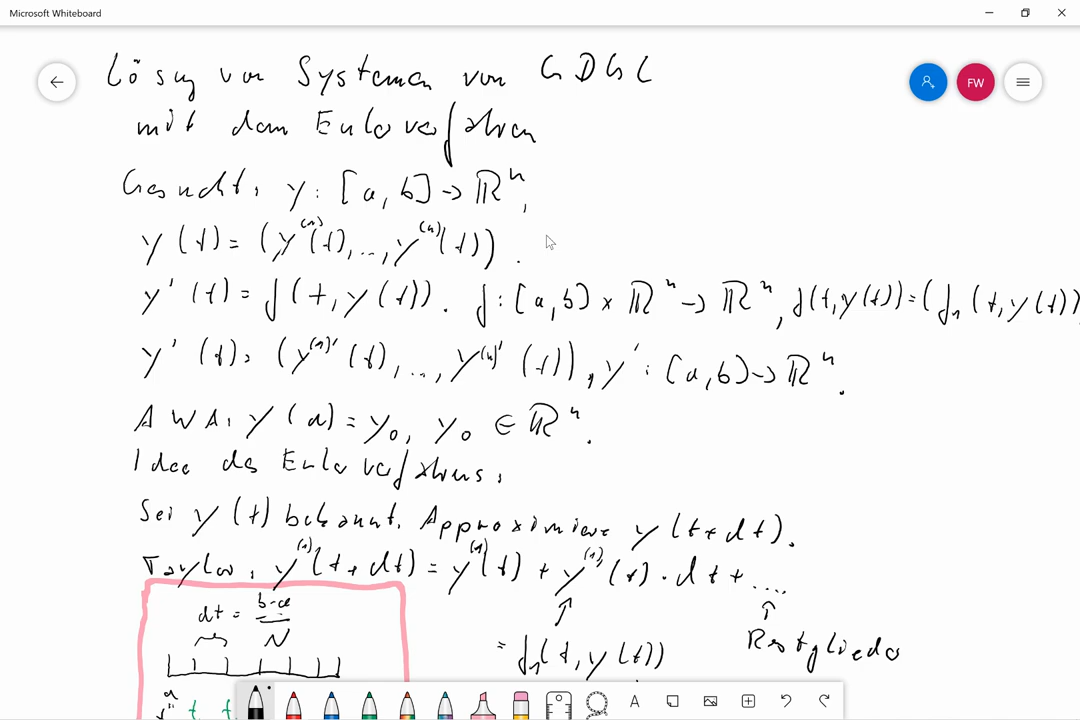 Microsoft Whiteboard
FW
Lösung von Systemen von GDGL
mit dem Eulerverfahren
Gesucht: y: [a, b] → ℝⁿ,
y(t) = (y⁽¹⁾(t), ..., y⁽ⁿ⁾(t)).
y'(t) = f(t, y(t)). f: [a, b] × ℝⁿ → ℝⁿ, f(t, y(t)) = (f₁(t, y(t))
y'(t) = (y⁽¹⁾'(t), ..., y⁽ⁿ⁾'(t)), y': [a, b] → ℝⁿ.
AWA: y(a) = y₀, y₀ ∈ ℝⁿ.
Idee des Eulerverfahrens:
Sei y(t) bekannt. Approximiere y(t+dt).
Taylor: y⁽¹⁾(t+dt) = y⁽¹⁾(t) + y⁽¹⁾'(t) · dt + ....
↑ ↑
= f₁(t, y(t)) Restglieder
dt = b-a / N
a
t t
A